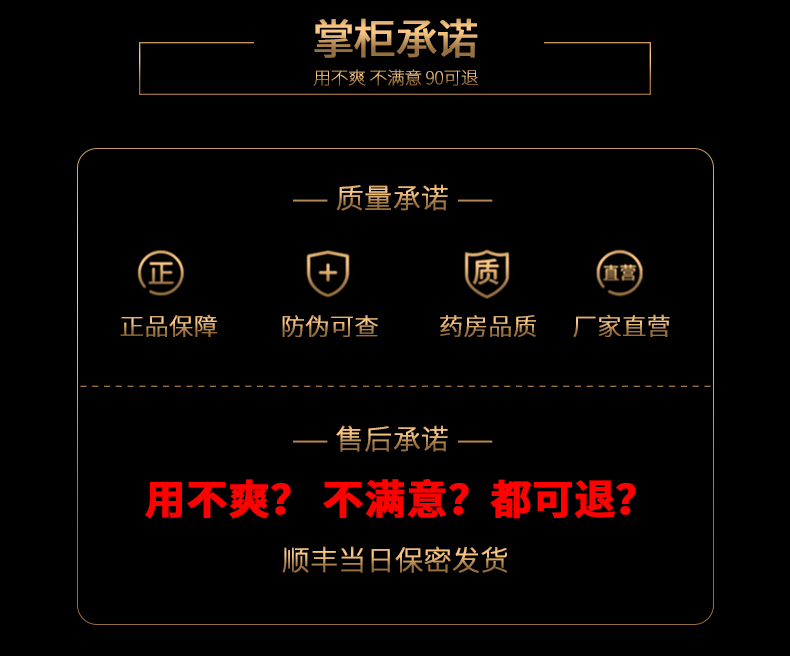 掌柜承诺
用不爽 不满意 90可退
质量承诺
正 质 直营
正品保障 防伪可查 药房品质 厂家直营
售后承诺
用不爽? 不满意? 都可退?
顺丰当日保密发货